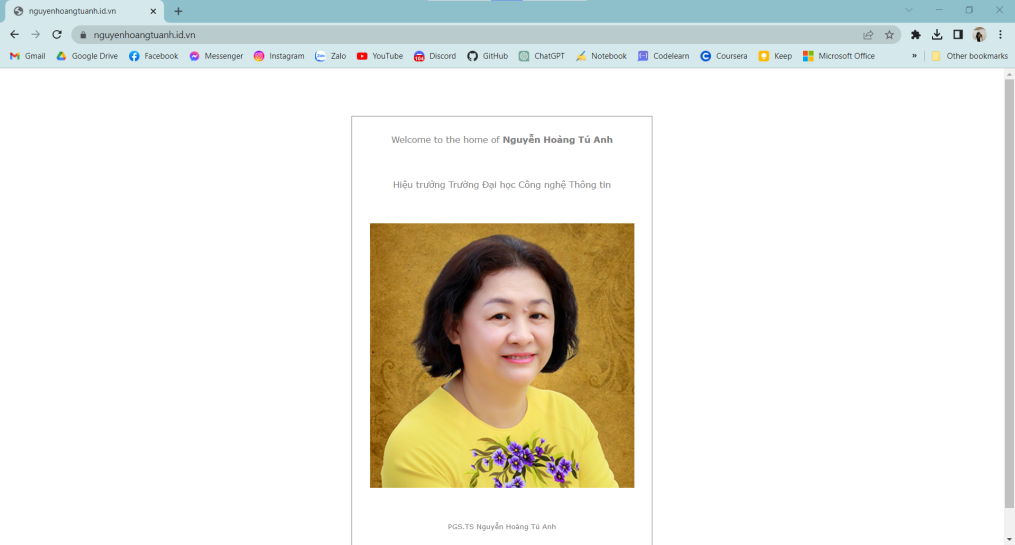 nguyenhoangtuanh.id.vn
nguyenhoangtuanh.id.vn
Gmail Google Drive Facebook Messenger Instagram Zalo YouTube 106 Discord GitHub ChatGPT Notebook Codelearn Coursera Keep Microsoft Office » Other bookmarks
Welcome to the home of Nguyễn Hoàng Tú Anh
Hiệu trưởng Trường Đại học Công nghệ Thông tin
PGS.TS Nguyễn Hoàng Tú Anh